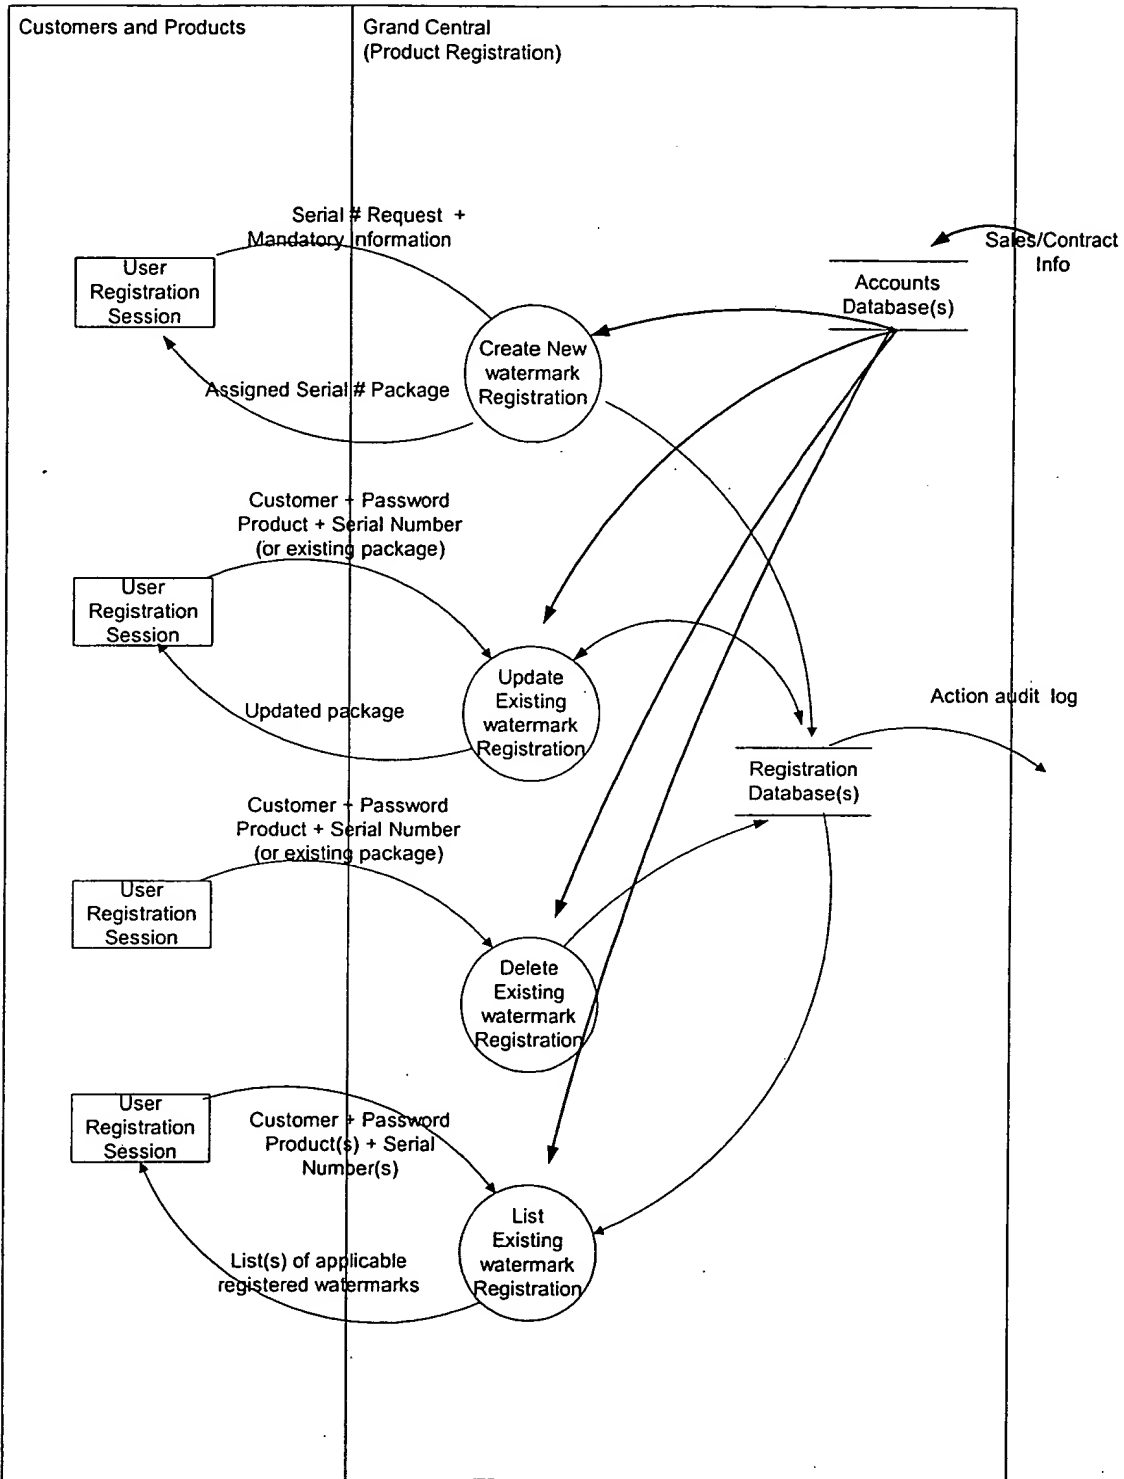 Customers and Products
Grand Central
(Product Registration)
Serial # Request +
Mandatory Information
User
Registration
Session
Sales/Contract
Info
Accounts
Database(s)
Create New
watermark
Registration
Assigned Serial # Package
Customer + Password
Product + Serial Number
(or existing package)
User
Registration
Session
Update
Existing
watermark
Registration
Updated package
Action audit log
Registration
Database(s)
Customer + Password
Product + Serial Number
(or existing package)
User
Registration
Session
Delete
Existing
watermark
Registration
User
Registration
Session
Customer + Password
Product(s) + Serial
Number(s)
List
Existing
watermark
Registration
List(s) of applicable
registered watermarks